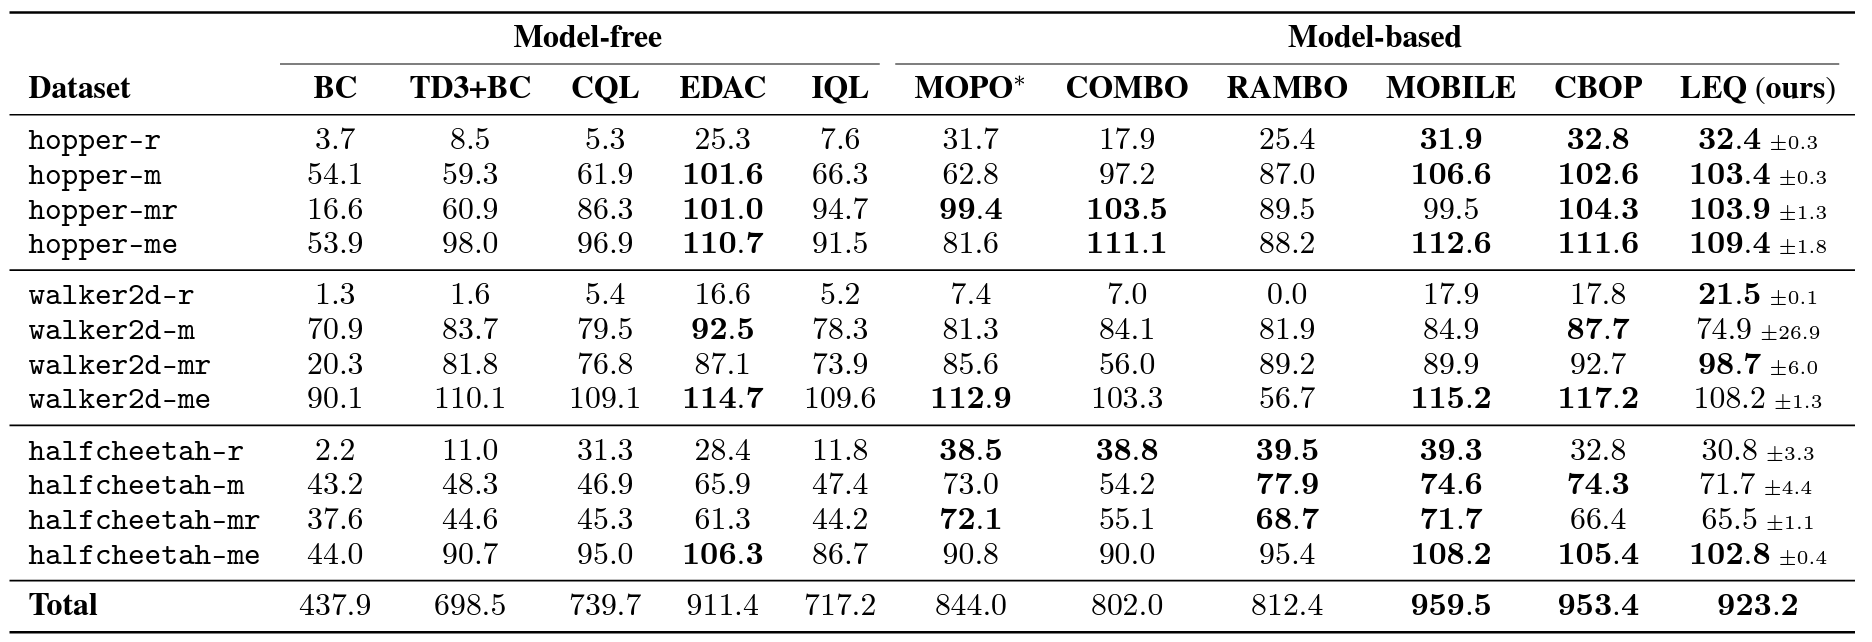 Model-free Model-based
Dataset BC TD3+BC CQL EDAC IQL MOPO* COMBO RAMBO MOBILE CBOP LEQ (ours)
hopper-r 3.7 8.5 5.3 25.3 7.6 31.7 17.9 25.4 31.9 32.8 32.4 ±0.3
hopper-m 54.1 59.3 61.9 101.6 66.3 62.8 97.2 87.0 106.6 102.6 103.4 ±0.3
hopper-mr 16.6 60.9 86.3 101.0 94.7 99.4 103.5 89.5 99.5 104.3 103.9 ±1.3
hopper-me 53.9 98.0 96.9 110.7 91.5 81.6 111.1 88.2 112.6 111.6 109.4 ±1.8
walker2d-r 1.3 1.6 5.4 16.6 5.2 7.4 7.0 0.0 17.9 17.8 21.5 ±0.1
walker2d-m 70.9 83.7 79.5 92.5 78.3 81.3 84.1 81.9 84.9 87.7 74.9 ±26.9
walker2d-mr 20.3 81.8 76.8 87.1 73.9 85.6 56.0 89.2 89.9 92.7 98.7 ±6.0
walker2d-me 90.1 110.1 109.1 114.7 109.6 112.9 103.3 56.7 115.2 117.2 108.2 ±1.3
halfcheetah-r 2.2 11.0 31.3 28.4 11.8 38.5 38.8 39.5 39.3 32.8 30.8 ±3.3
halfcheetah-m 43.2 48.3 46.9 65.9 47.4 73.0 54.2 77.9 74.6 74.3 71.7 ±4.4
halfcheetah-mr 37.6 44.6 45.3 61.3 44.2 72.1 55.1 68.7 71.7 66.4 65.5 ±1.1
halfcheetah-me 44.0 90.7 95.0 106.3 86.7 90.8 90.0 95.4 108.2 105.4 102.8 ±0.4
Total 437.9 698.5 739.7 911.4 717.2 844.0 802.0 812.4 959.5 953.4 923.2